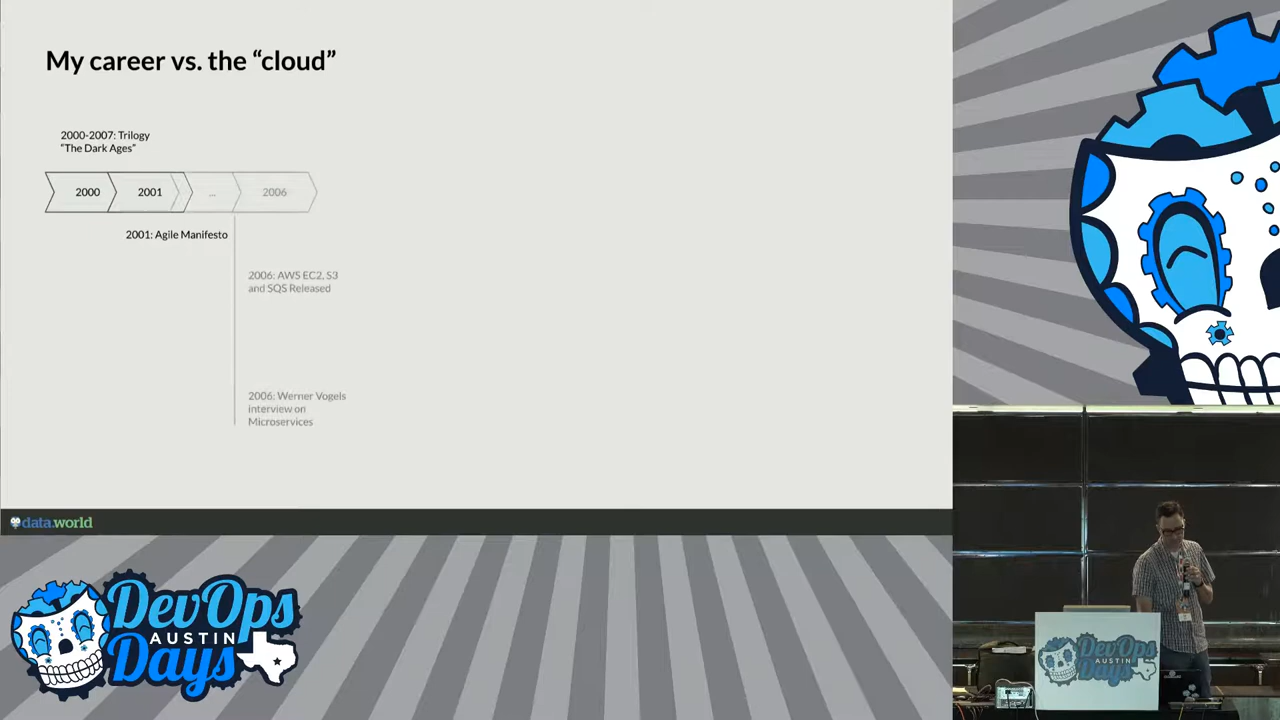 My career vs. the “cloud”
2000-2007: Trilogy
“The Dark Ages”
2000
2001
...
2006
2001: Agile Manifesto
2006: AWS EC2, S3
and SQS Released
2006: Werner Vogels
interview on
Microservices
data.world
DevOps
AUSTIN
Days
DevOps
AUSTIN
Days